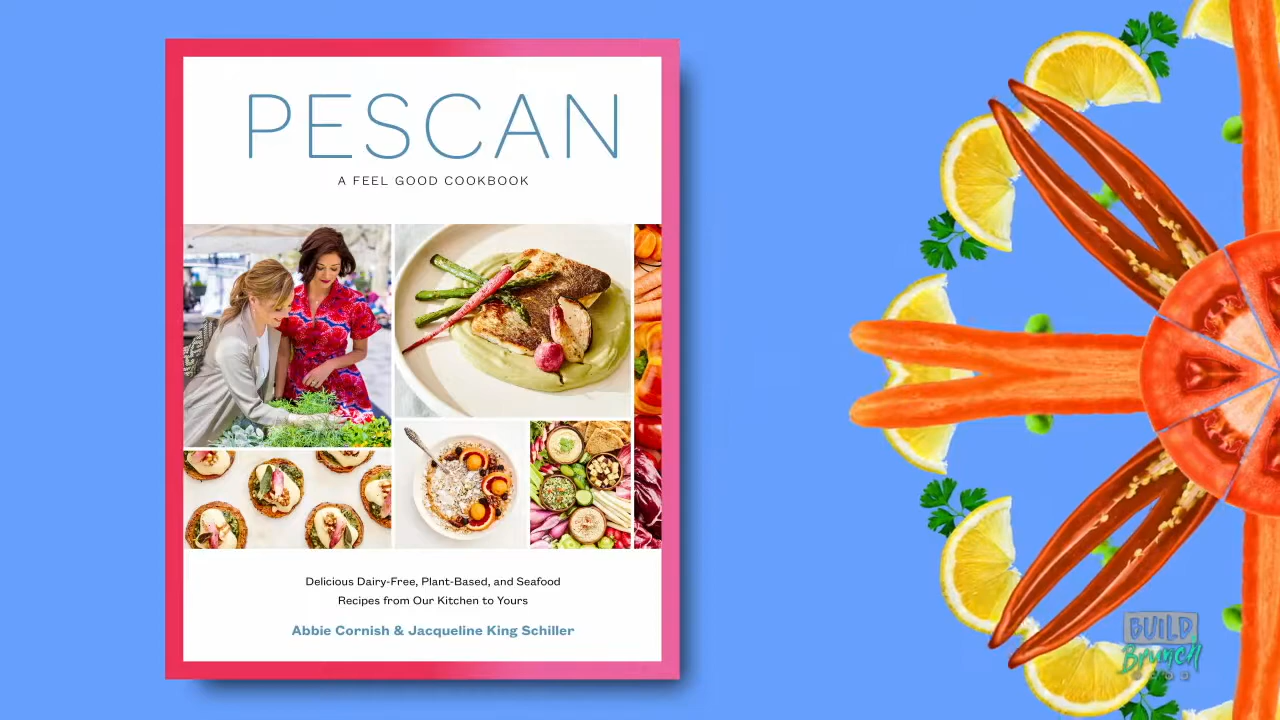 PESCAN
A FEEL GOOD COOKBOOK
Delicious Dairy-Free, Plant-Based, and Seafood
Recipes from Our Kitchen to Yours
Abbie Cornish & Jacqueline King Schiller
BUILD
Brunch